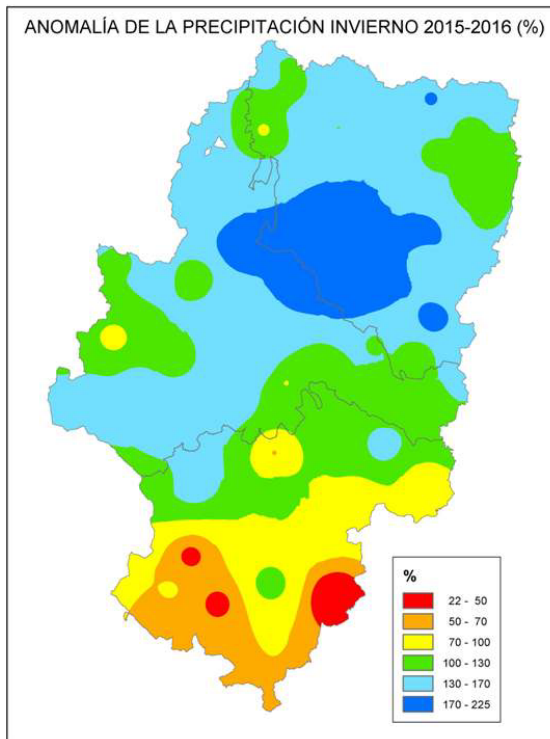 ANOMALÍA DE LA PRECIPITACIÓN INVIERNO 2015-2016 (%)
%
22 - 50
50 - 70
70 - 100
100 - 130
130 - 170
170 - 225